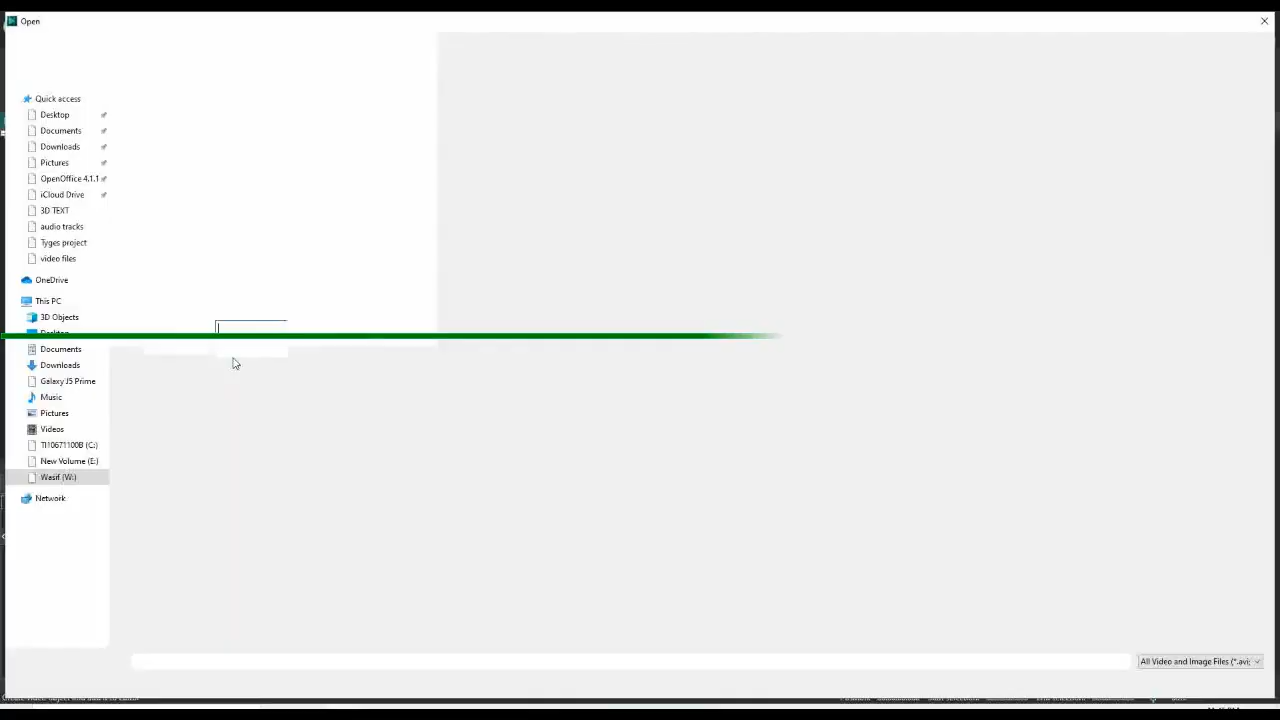 Open
Quick access
Desktop
Documents
Downloads
Pictures
OpenOffice 4.1.1
iCloud Drive
3D TEXT
audio tracks
Tyges project
video files
OneDrive
This PC
3D Objects
Desktop
Documents
Downloads
Galaxy J5 Prime
Music
Pictures
Videos
TI10671100B (C:)
New Volume (E:)
Wasif (W:)
Network
All Video and Image Files (*.avi;